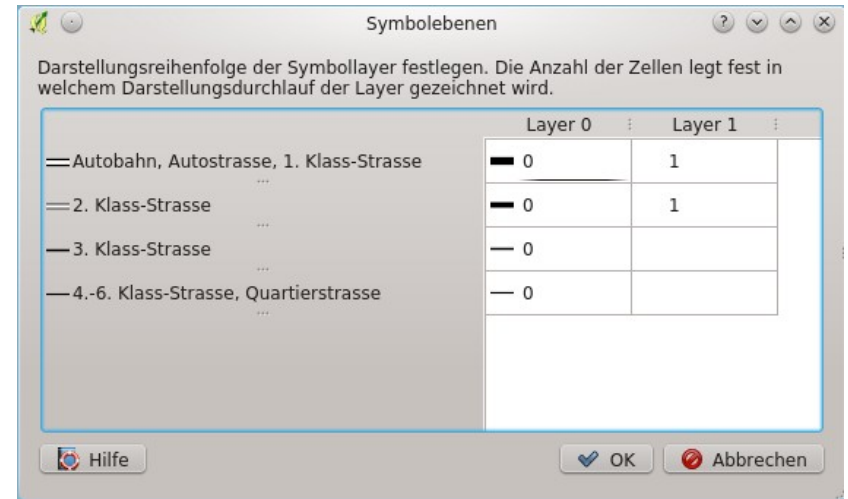 Symbolebenen
Darstellungsreihenfolge der Symbollayer festlegen. Die Anzahl der Zellen legt fest in
welchem Darstellungsdurchlauf der Layer gezeichnet wird.
Layer 0 Layer 1
Autobahn, Autostrasse, 1. Klass-Strasse 0 1
...
2. Klass-Strasse 0 1
...
3. Klass-Strasse 0
...
4.-6. Klass-Strasse, Quartierstrasse 0
...
Hilfe OK Abbrechen